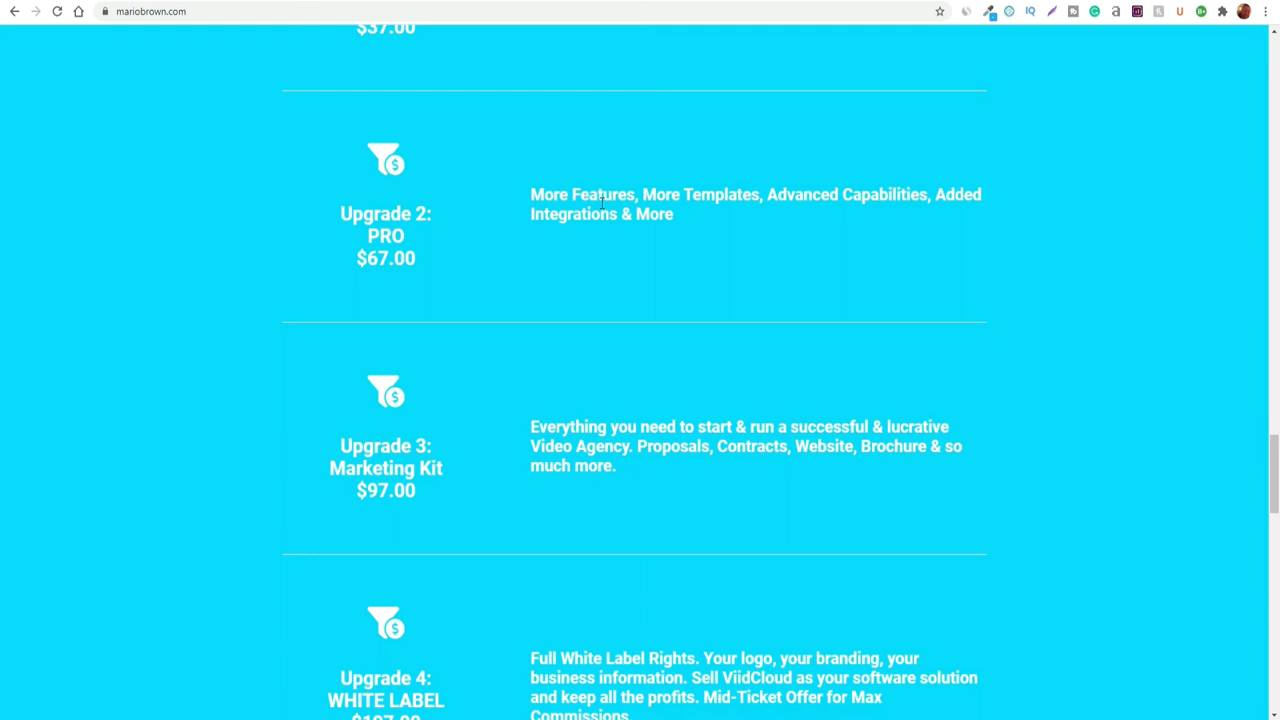 mariobrown.com
$37.00
Upgrade 2:
PRO
$67.00
More Features, More Templates, Advanced Capabilities, Added
Integrations & More
Upgrade 3:
Marketing Kit
$97.00
Everything you need to start & run a successful & lucrative
Video Agency. Proposals, Contracts, Website, Brochure & so
much more.
Upgrade 4:
WHITE LABEL
Full White Label Rights. Your logo, your branding, your
business information. Sell ViidCloud as your software solution
and keep all the profits. Mid-Ticket Offer for Max
Commissions